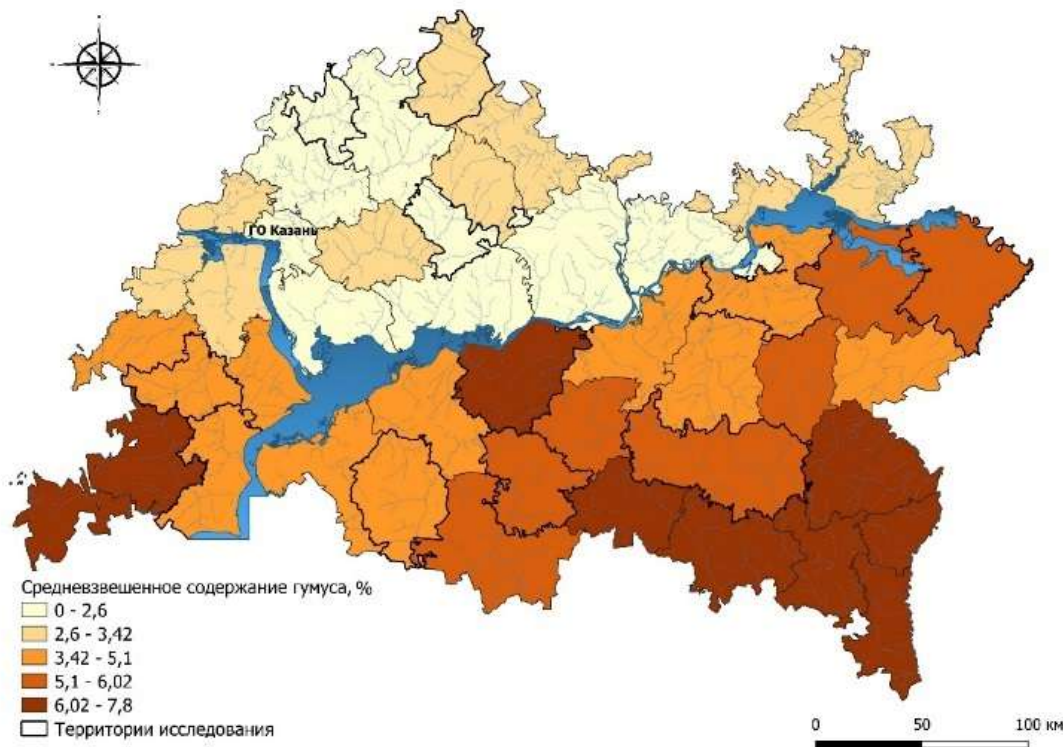 ГО Казань
Средневзвешенное содержание гумуса, %
0 - 2,6
2,6 - 3,42
3,42 - 5,1
5,1 - 6,02
6,02 - 7,8
Территории исследования
0 50 100 км